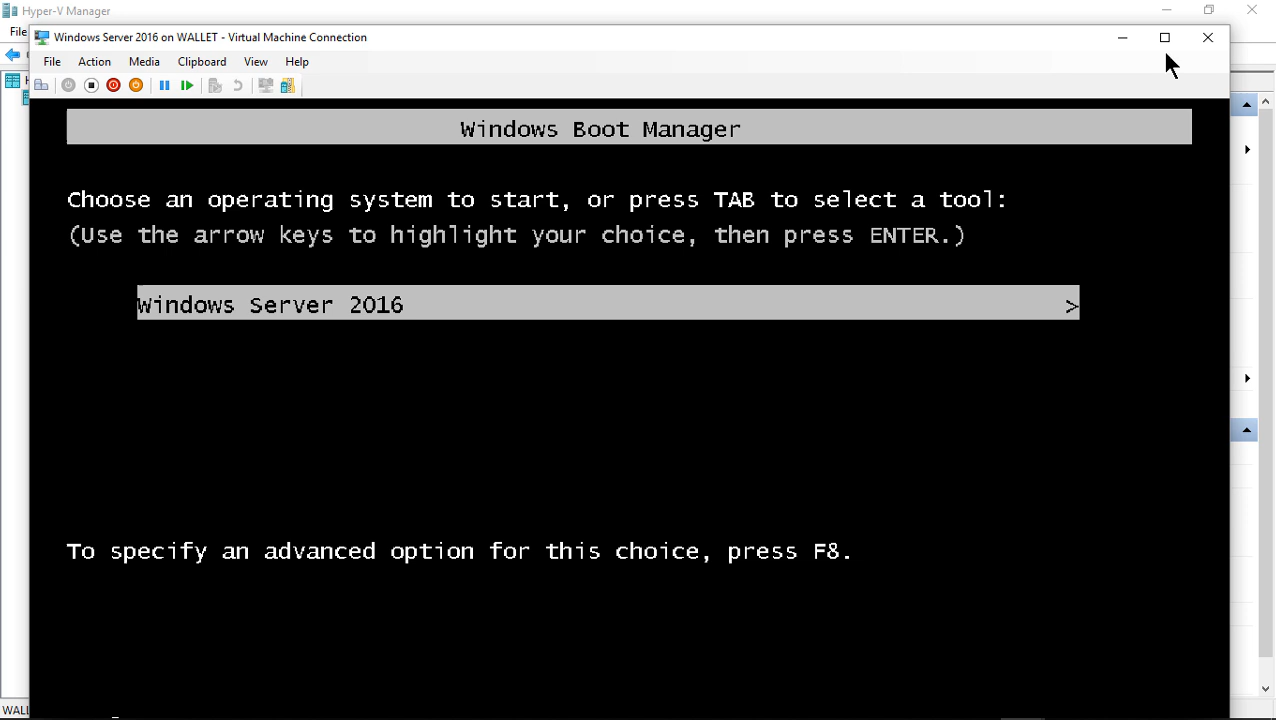 Hyper-V Manager
File
Windows Server 2016 on WALLET - Virtual Machine Connection
File Action Media Clipboard View Help
Windows Boot Manager
Choose an operating system to start, or press TAB to select a tool:
(Use the arrow keys to highlight your choice, then press ENTER.)
Windows Server 2016 >
To specify an advanced option for this choice, press F8.